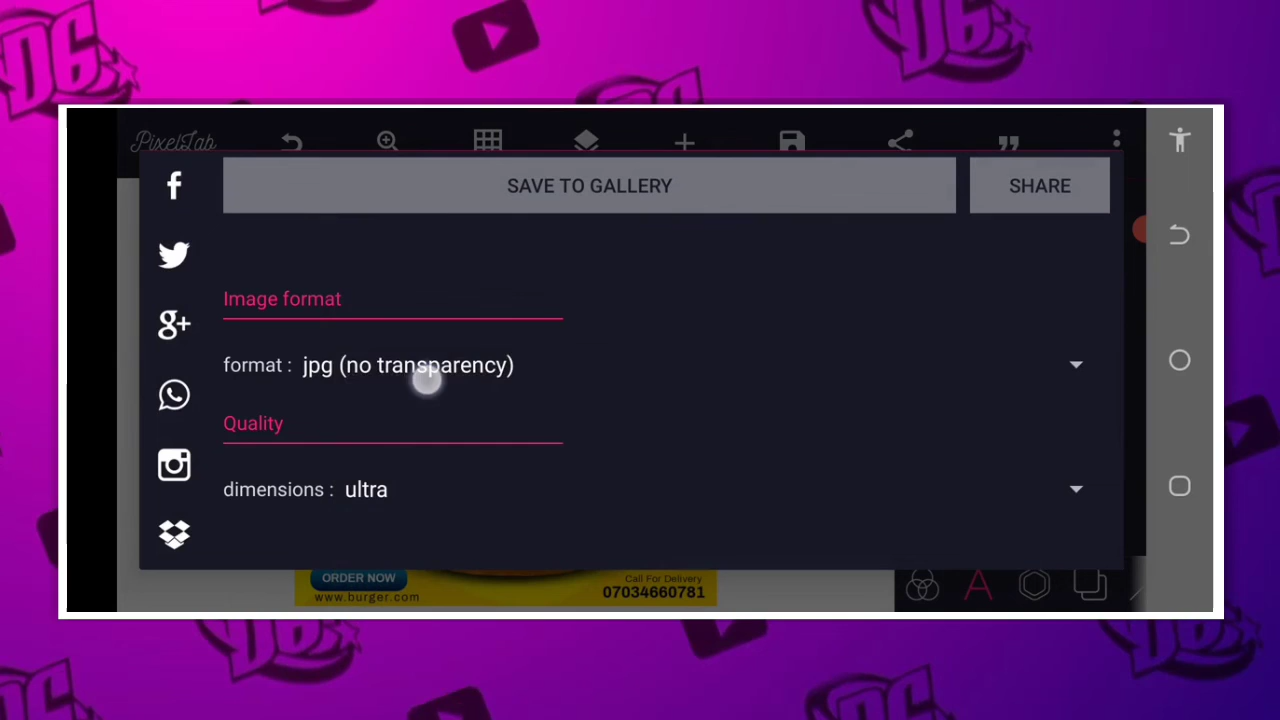 PixelLab
SAVE TO GALLERY
SHARE
Image format
format : jpg (no transparency)
Quality
dimensions : ultra
ORDER NOW
www.burger.com
Call For Delivery
07034660781